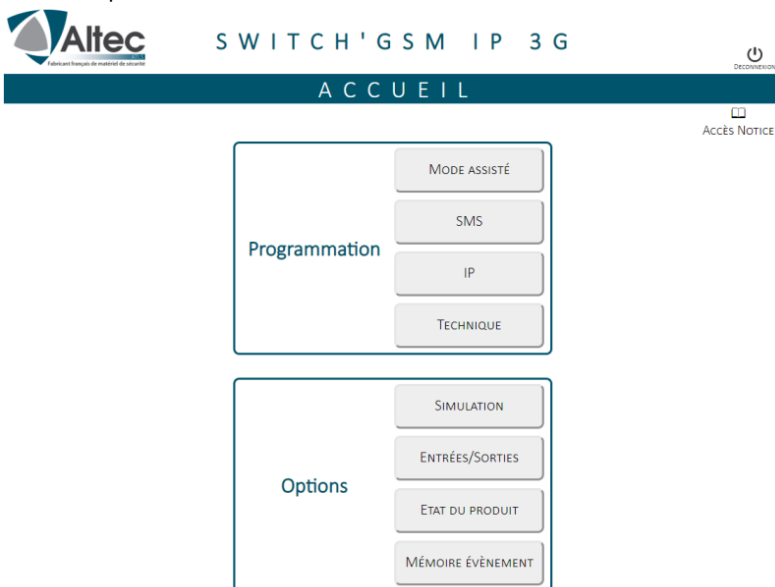 Altec
Fabricant français de matériel de sécurité
SWITCH'GSM IP 3G
DECONNEXION
ACCUEIL
ACCÈS NOTICE
Programmation
MODE ASSISTÉ
SMS
IP
TECHNIQUE
Options
SIMULATION
ENTRÉES/SORTIES
ETAT DU PRODUIT
MÉMOIRE ÉVÈNEMENT